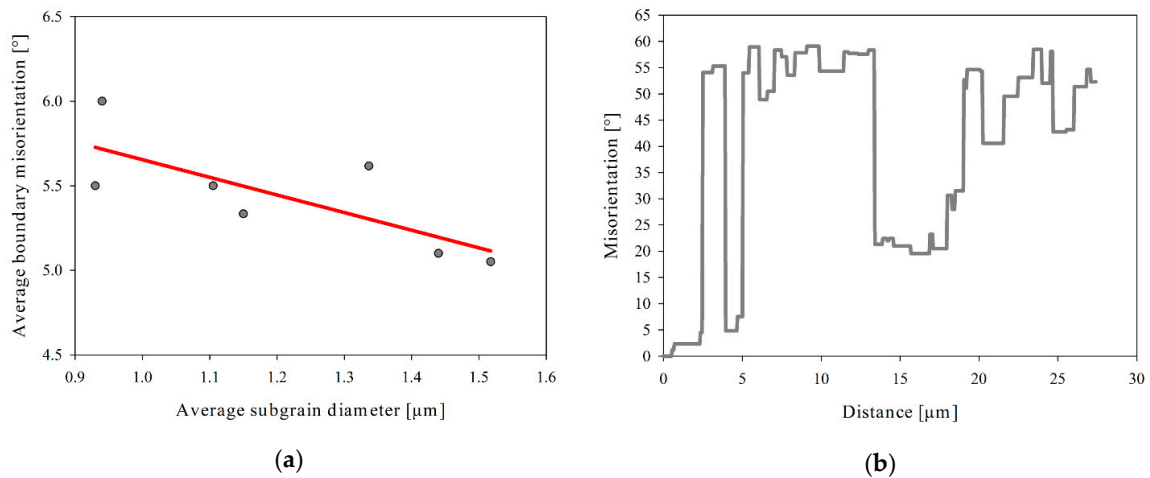 Average boundary misorientation [°]
6.5
6.0
5.5
5.0
4.5
0.9 1.0 1.1 1.2 1.3 1.4 1.5 1.6
Average subgrain diameter [µm]
(a)
Misorientation [°]
65
60
55
50
45
40
35
30
25
20
15
10
5
0
0 5 10 15 20 25 30
Distance [µm]
(b)